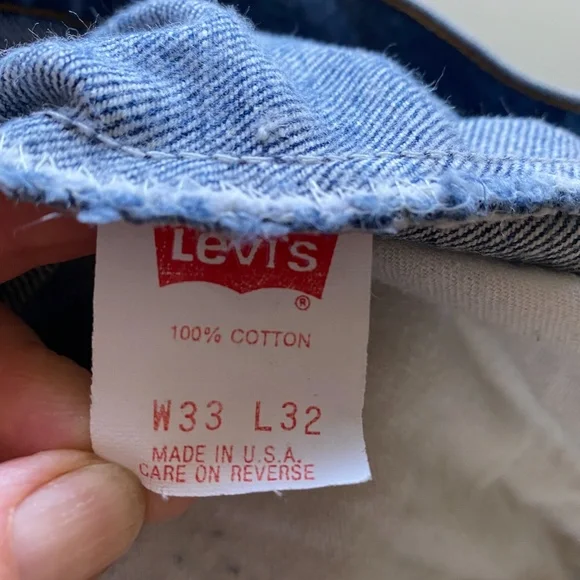 Levi's
®
100% COTTON
W33 L32
MADE IN U.S.A.
CARE ON REVERSE